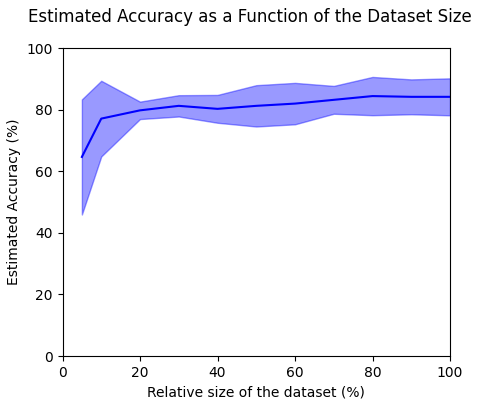 Estimated Accuracy as a Function of the Dataset Size
100
80
60
40
20
0
Estimated Accuracy (%)
0 20 40 60 80 100
Relative size of the dataset (%)